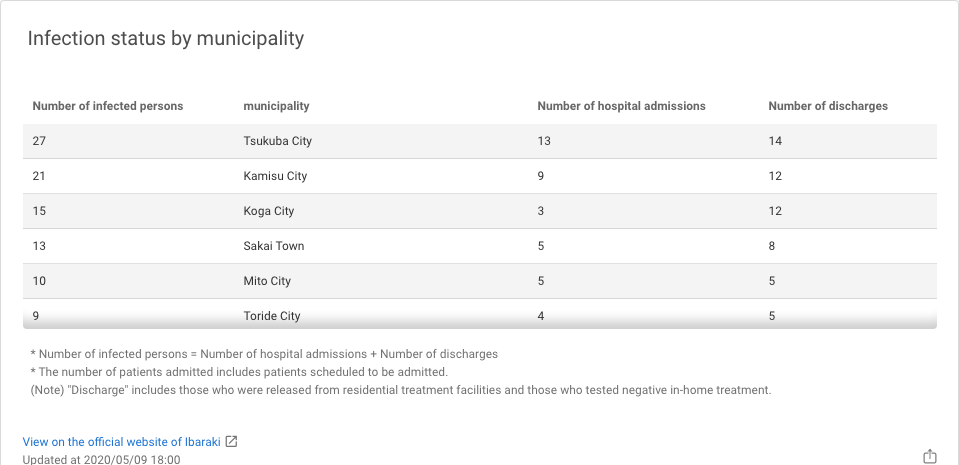 Infection status by municipality
Number of infected persons municipality Number of hospital admissions Number of discharges
27 Tsukuba City 13 14
21 Kamisu City 9 12
15 Koga City 3 12
13 Sakai Town 5 8
10 Mito City 5 5
9 Toride City 4 5
* Number of infected persons = Number of hospital admissions + Number of discharges
* The number of patients admitted includes patients scheduled to be admitted.
(Note) "Discharge" includes those who were released from residential treatment facilities and those who tested negative in-home treatment.
View on the official website of Ibaraki
Updated at 2020/05/09 18:00